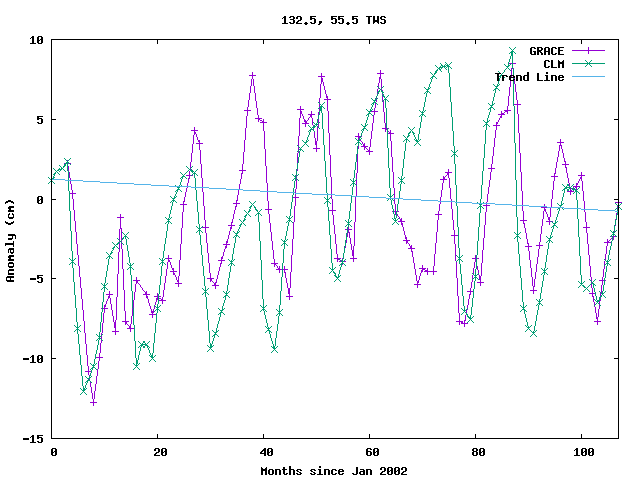 132.5, 55.5 TWS
GRACE
CLM
Trend Line
10
5
0
-5
-10
-15
Anomaly (cm)
0 20 40 60 80 100
Months since Jan 2002